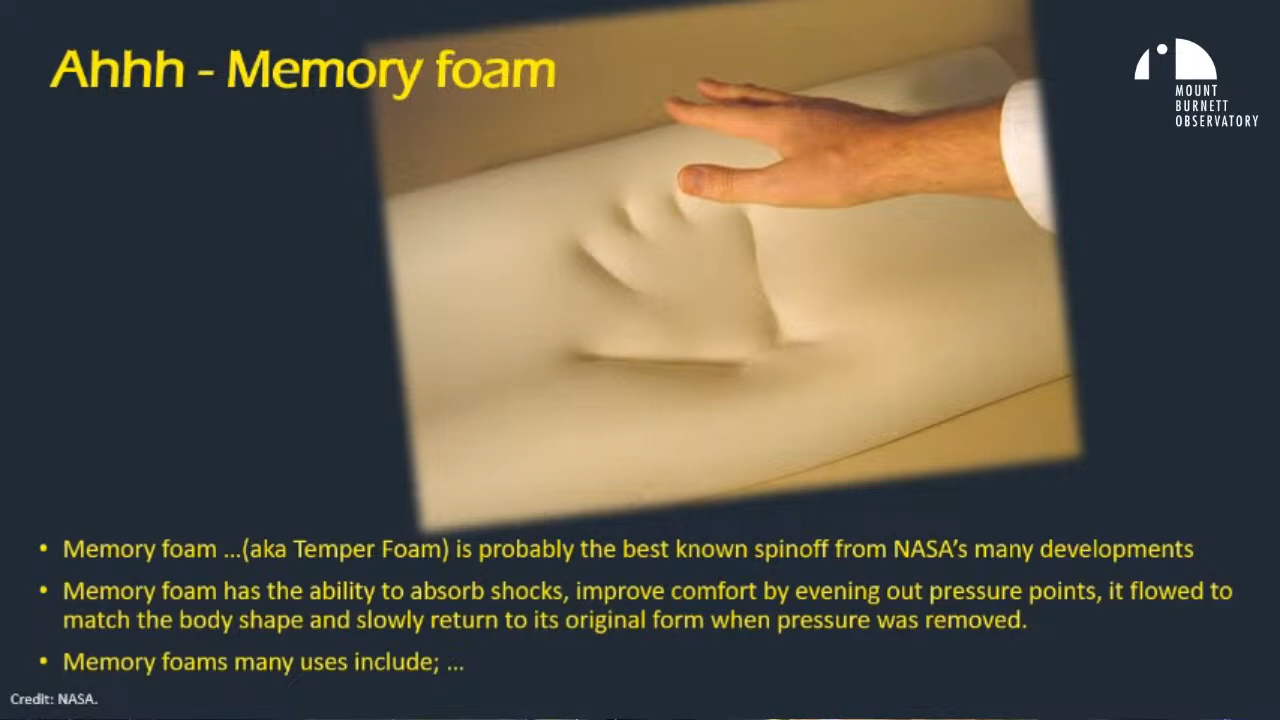 Ahhh - Memory foam
MOUNT
BURNETT
OBSERVATORY
• Memory foam ...(aka Temper Foam) is probably the best known spinoff from NASA's many developments
• Memory foam has the ability to absorb shocks, improve comfort by evening out pressure points, it flowed to
match the body shape and slowly return to its original form when pressure was removed.
• Memory foams many uses include; ...
Credit: NASA.